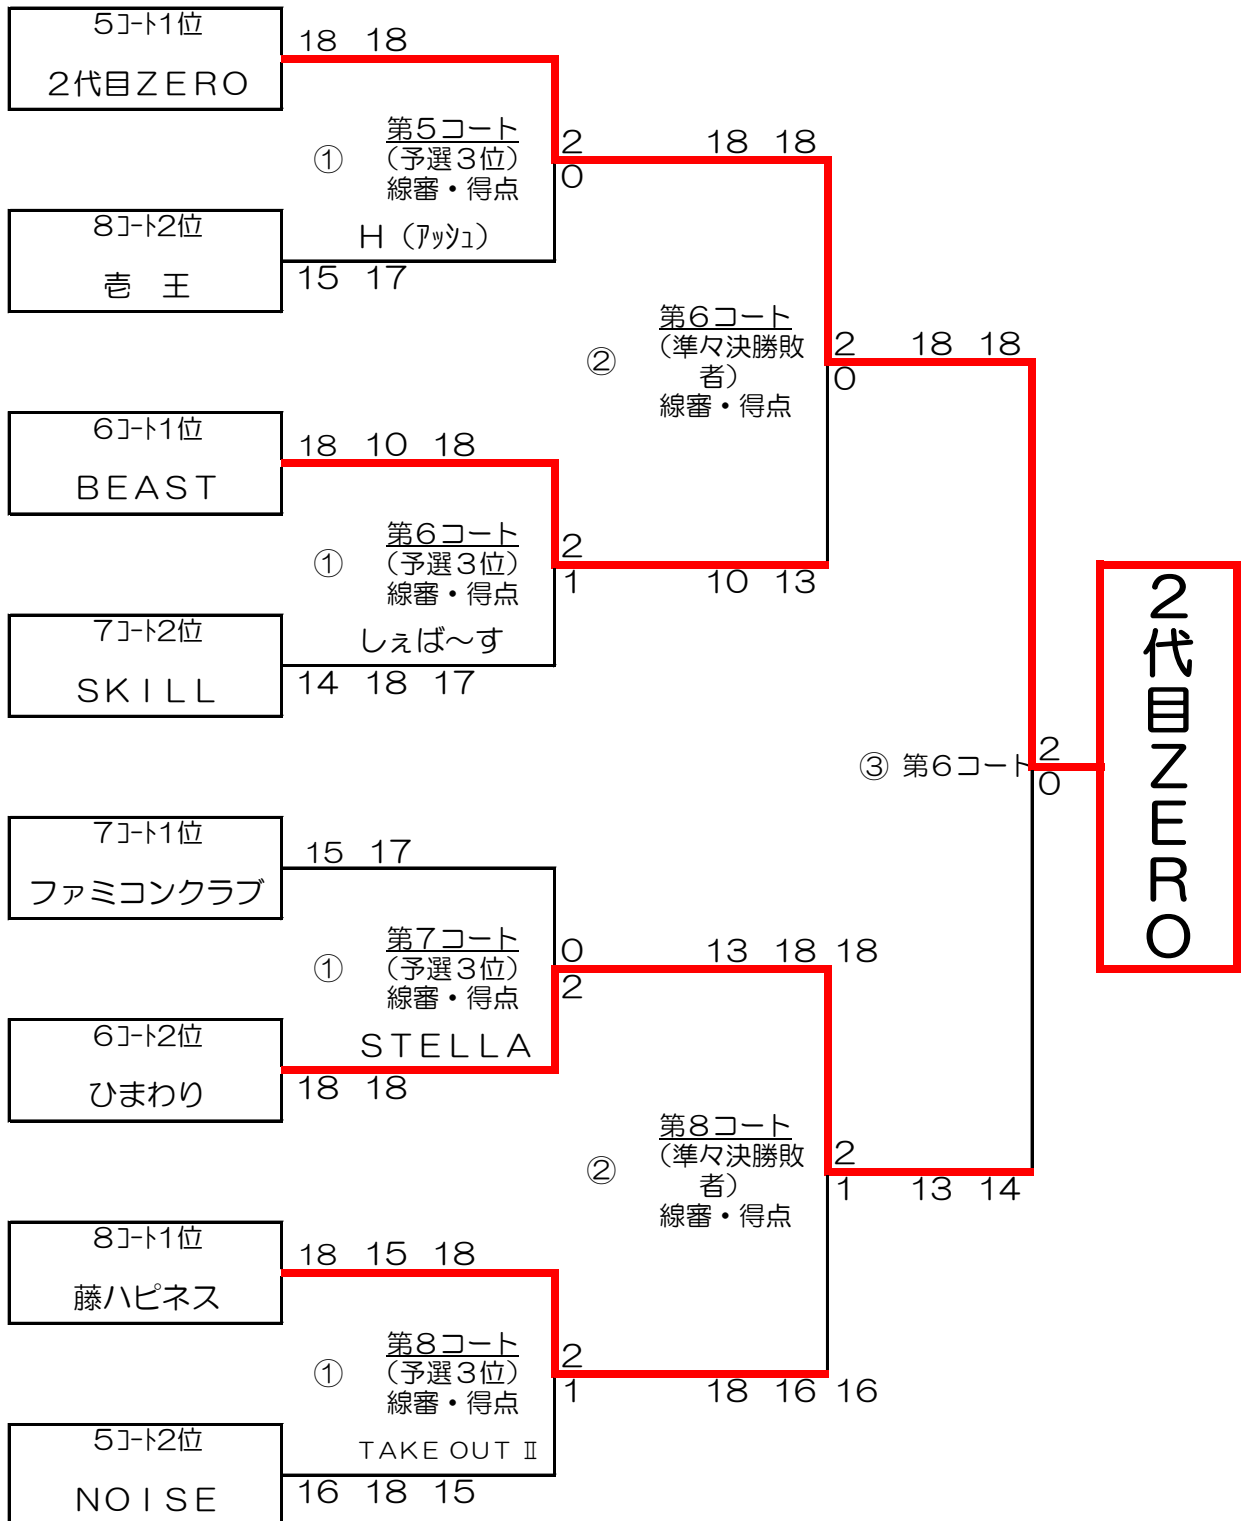 5ｺｰﾄ1位
18 18
２代目ＺＥＲＯ
①
第５コート
(予選３位)
線審・得点
2
0
18 18
8ｺｰﾄ2位
Ｈ（ｱｯｼｭ）
壱　王
15 17
②
第６コート
(準々決勝敗
者)
線審・得点
2
0
18 18
6ｺｰﾄ1位
18 10 18
ＢＥＡＳＴ
①
第６コート
(予選３位)
線審・得点
2
1
10 13
7ｺｰﾄ2位
しぇば～す
ＳＫＩＬＬ
14 18 17
③ 第６コート
2
0
２代目ＺＥＲＯ
7ｺｰﾄ1位
15 17
ファミコンクラブ
①
第７コート
(予選３位)
線審・得点
0
2
13 18 18
6ｺｰﾄ2位
ＳＴＥＬＬＡ
ひまわり
18 18
②
第８コート
(準々決勝敗
者)
線審・得点
2
1
13 14
8ｺｰﾄ1位
18 15 18
藤ハピネス
①
第８コート
(予選３位)
線審・得点
2
1
18 16 16
5ｺｰﾄ2位
TAKE OUT Ⅱ
ＮＯＩＳＥ
16 18 15